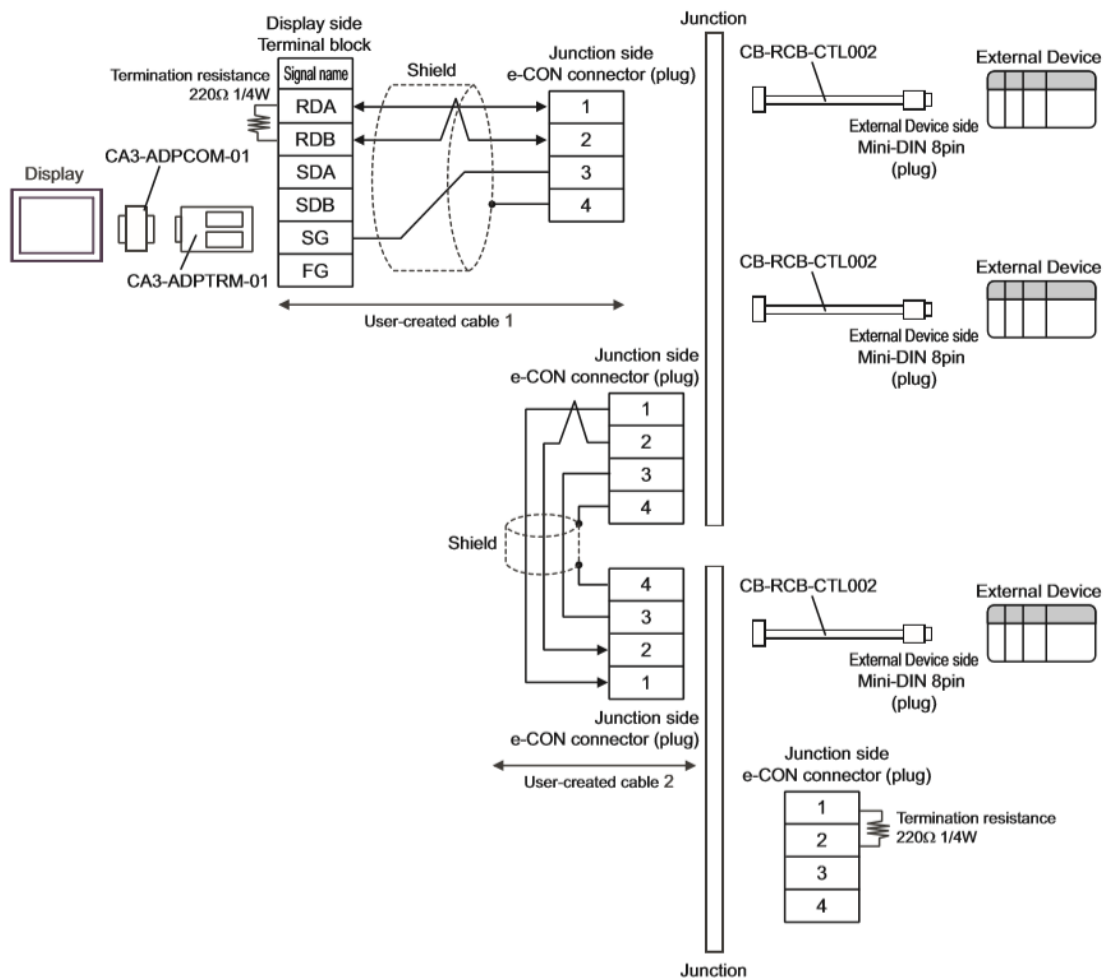 Junction
Display side
Terminal block
Junction side
e-CON connector (plug)
CB-RCB-CTL002
External Device
Termination resistance
220Ω 1/4W
Signal name
Shield
RDA
1
RDB
2
SDA
3
SDB
4
SG
FG
External Device side
Mini-DIN 8pin
(plug)
CA3-ADPCOM-01
Display
CA3-ADPTRM-01
User-created cable 1
CB-RCB-CTL002
External Device
External Device side
Mini-DIN 8pin
(plug)
Junction side
e-CON connector (plug)
1
2
3
4
Shield
4
3
2
1
Junction side
e-CON connector (plug)
User-created cable 2
CB-RCB-CTL002
External Device
External Device side
Mini-DIN 8pin
(plug)
Junction side
e-CON connector (plug)
1
2
3
4
Termination resistance
220Ω 1/4W
Junction